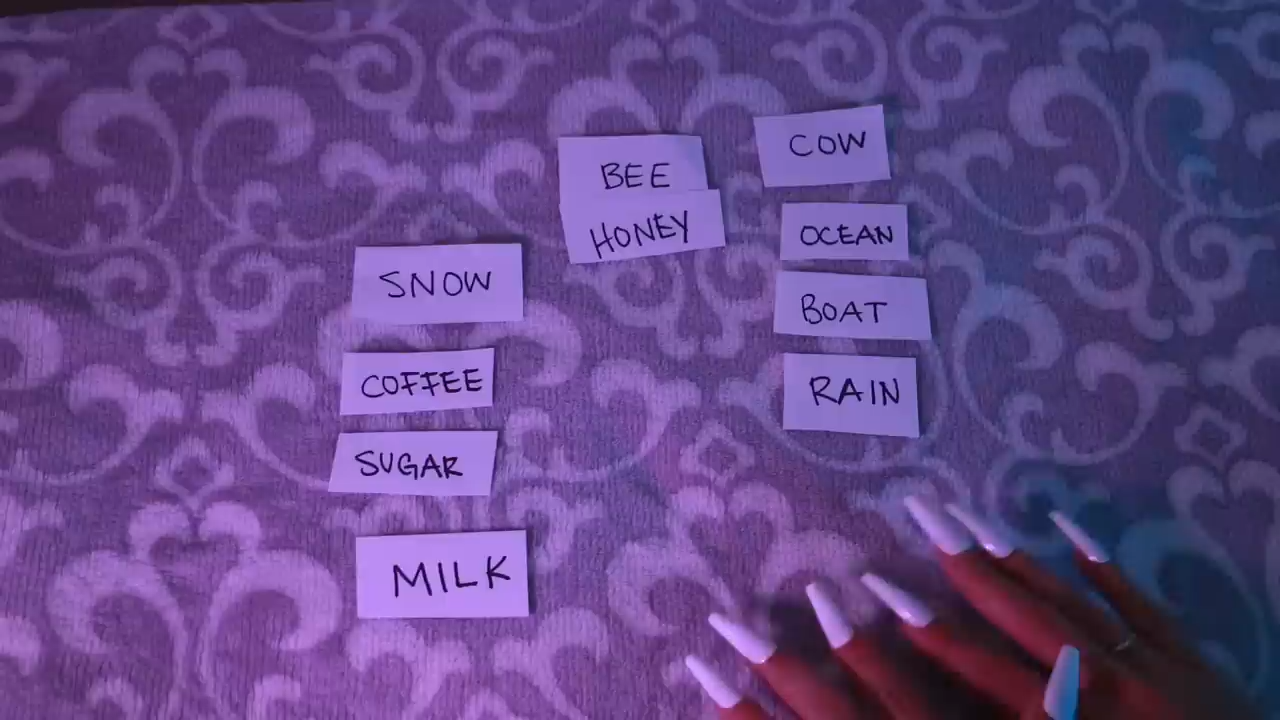 SNOW
COFFEE
SUGAR
MILK
BEE
HONEY
COW
OCEAN
BOAT
RAIN